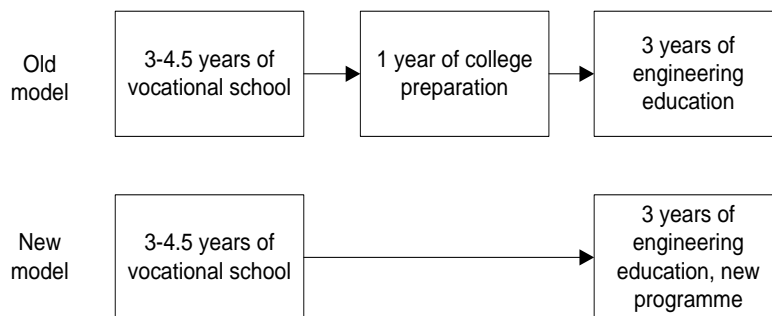 Old
model
3-4.5 years of
vocational school
1 year of college
preparation
3 years of
engineering
education
New
model
3-4.5 years of
vocational school
3 years of
engineering
education, new
programme